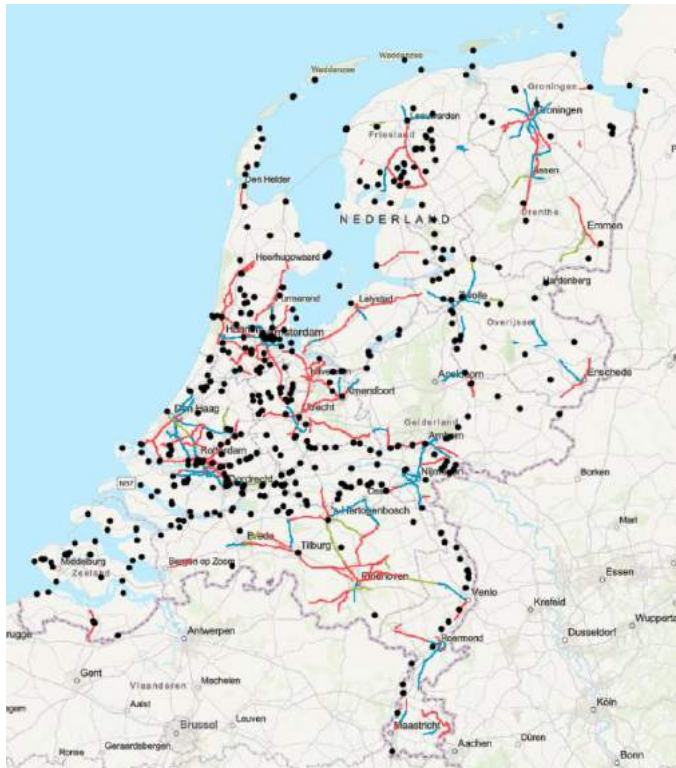 Waddenzee
Waddenzee
Groningen
Groningen
Leeuwarden
Friesland
Assen
Den Helder
Drenthe
NEDERLAND
Emmen
Heerhugowaard
Hardenberg
Purmerend
Lelystad
Zwolle
Overijssel
Haarlem
Amsterdam
Hilversum
Enschede
Apeldoorn
Amersfoort
Utrecht
Den Haag
Gelderland
Arnhem
Rotterdam
Nijmegen
Borken
N57
Dordrecht
Oss
's Hertogenbosch
Marl
Breda
Tilburg
Middelburg
Zeeland
Bergen op Zoom
Essen
Eindhoven
Venlo
Krefeld
Wuppertal
Brugge
Antwerpen
Roermond
Dusseldorf
Gent
Mechelen
Vlaanderen
Aalst
Leuven
Köln
Brussel
Maastricht
Düren
Ronse
Geraardsbergen
Aachen
Bonn